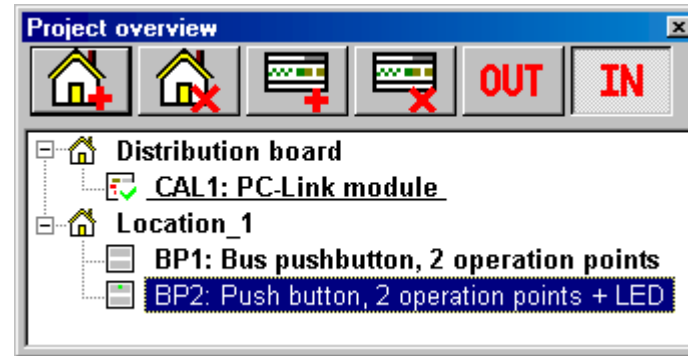 Project overview
OUT IN
Distribution board
CAL1: PC-Link module
Location_1
BP1: Bus pushbutton, 2 operation points
BP2: Push button, 2 operation points + LED